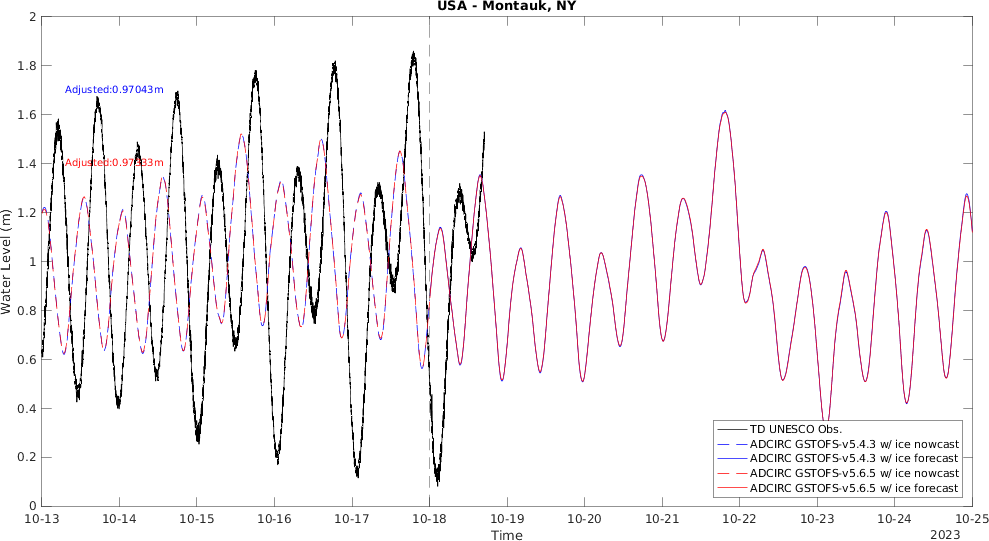 USA - Montauk, NY
2
1.8
1.6
1.4
1.2
1
0.8
0.6
0.4
0.2
0
Water Level (m)
Adjusted:0.97043m
Adjusted:0.97333m
TD UNESCO Obs.
ADCIRC GSTOFS-v5.4.3 w/ ice nowcast
ADCIRC GSTOFS-v5.4.3 w/ ice forecast
ADCIRC GSTOFS-v5.6.5 w/ ice nowcast
ADCIRC GSTOFS-v5.6.5 w/ ice forecast
10-13 10-14 10-15 10-16 10-17 10-18 10-19 10-20 10-21 10-22 10-23 10-24 10-25
Time
2023